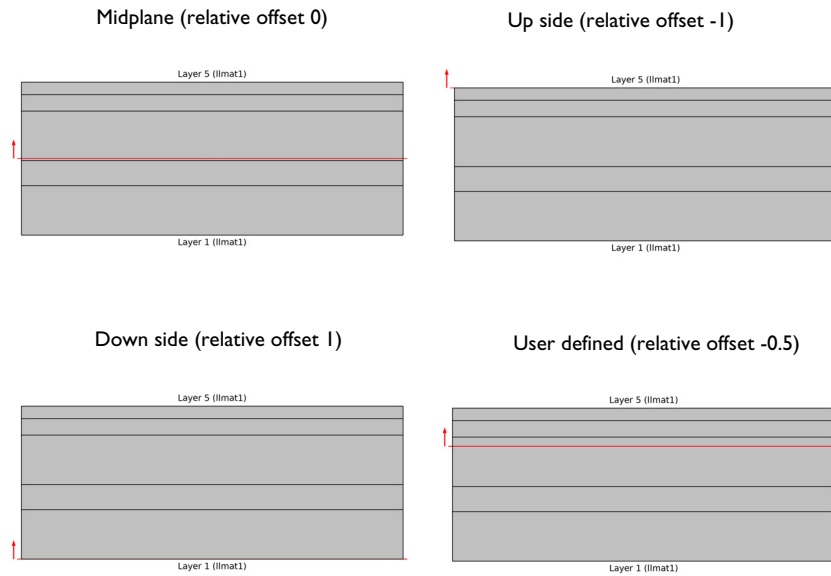 Midplane (relative offset 0)
Layer 5 (llmat1)
Layer 1 (llmat1)
Up side (relative offset -1)
Layer 5 (llmat1)
Layer 1 (llmat1)
Down side (relative offset 1)
Layer 5 (llmat1)
Layer 1 (llmat1)
User defined (relative offset -0.5)
Layer 5 (llmat1)
Layer 1 (llmat1)